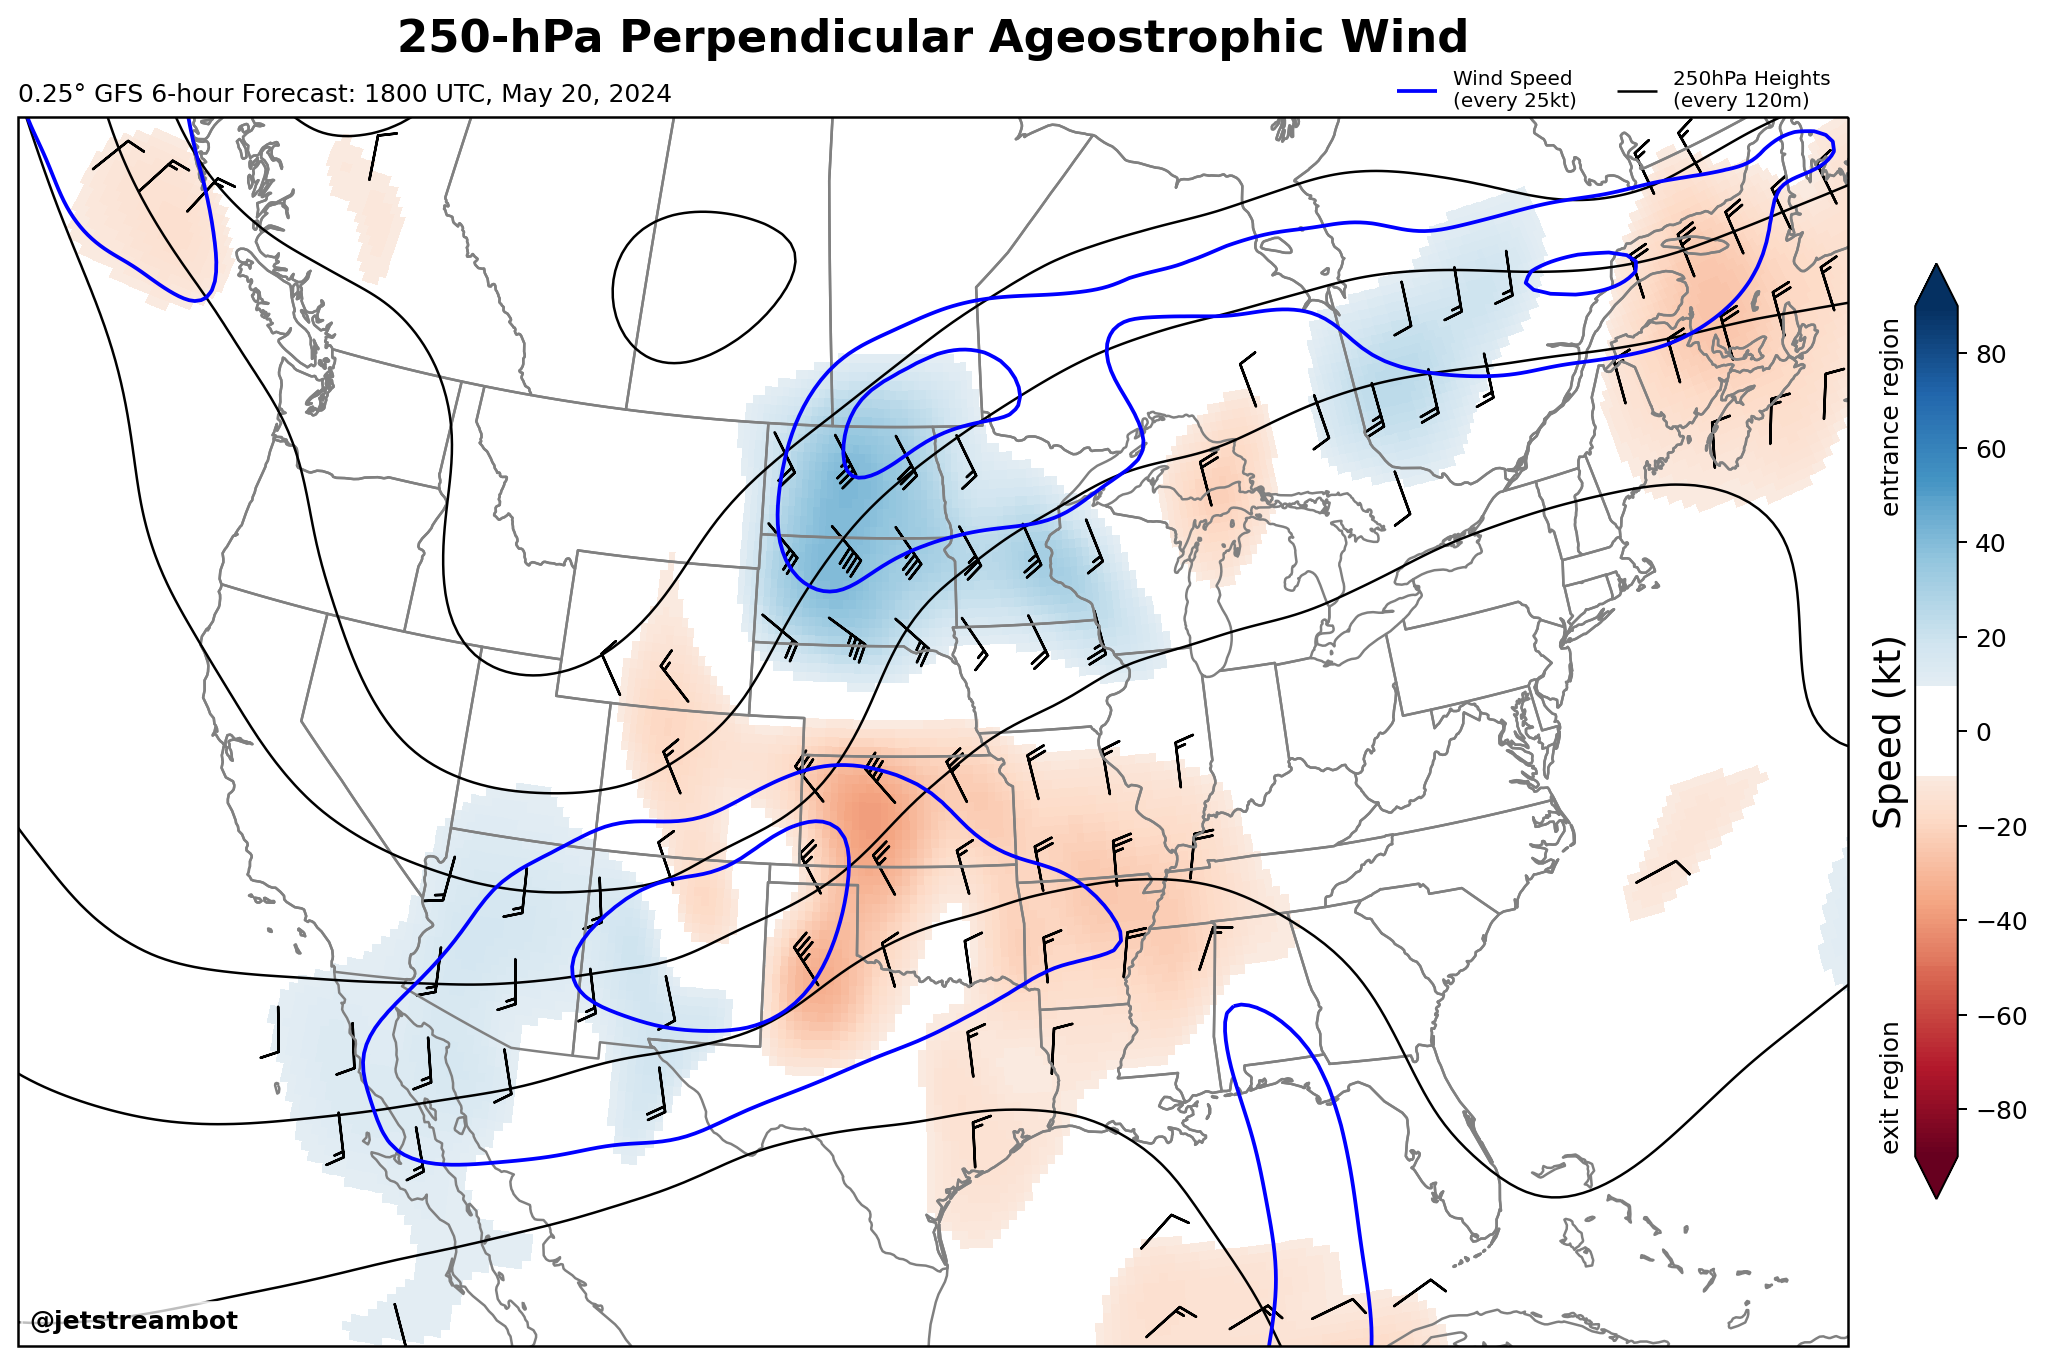 250-hPa Perpendicular Ageostrophic Wind
0.25° GFS 6-hour Forecast: 1800 UTC, May 20, 2024
Wind Speed
(every 25kt)
250hPa Heights
(every 120m)
entrance region
exit region
Speed (kt)
80
60
40
20
0
−20
−40
−60
−80
@jetstreambot